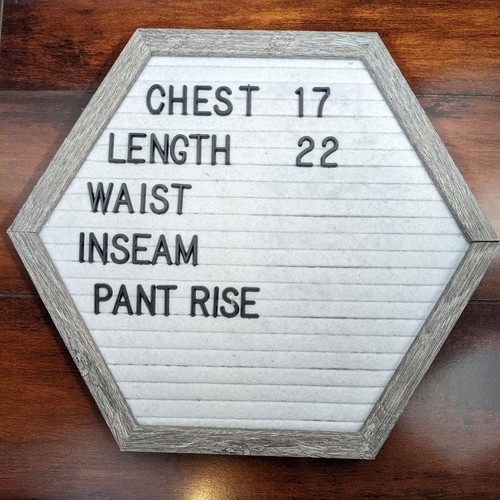 CHEST 17
LENGTH 22
WAIST
INSEAM
PANT RISE